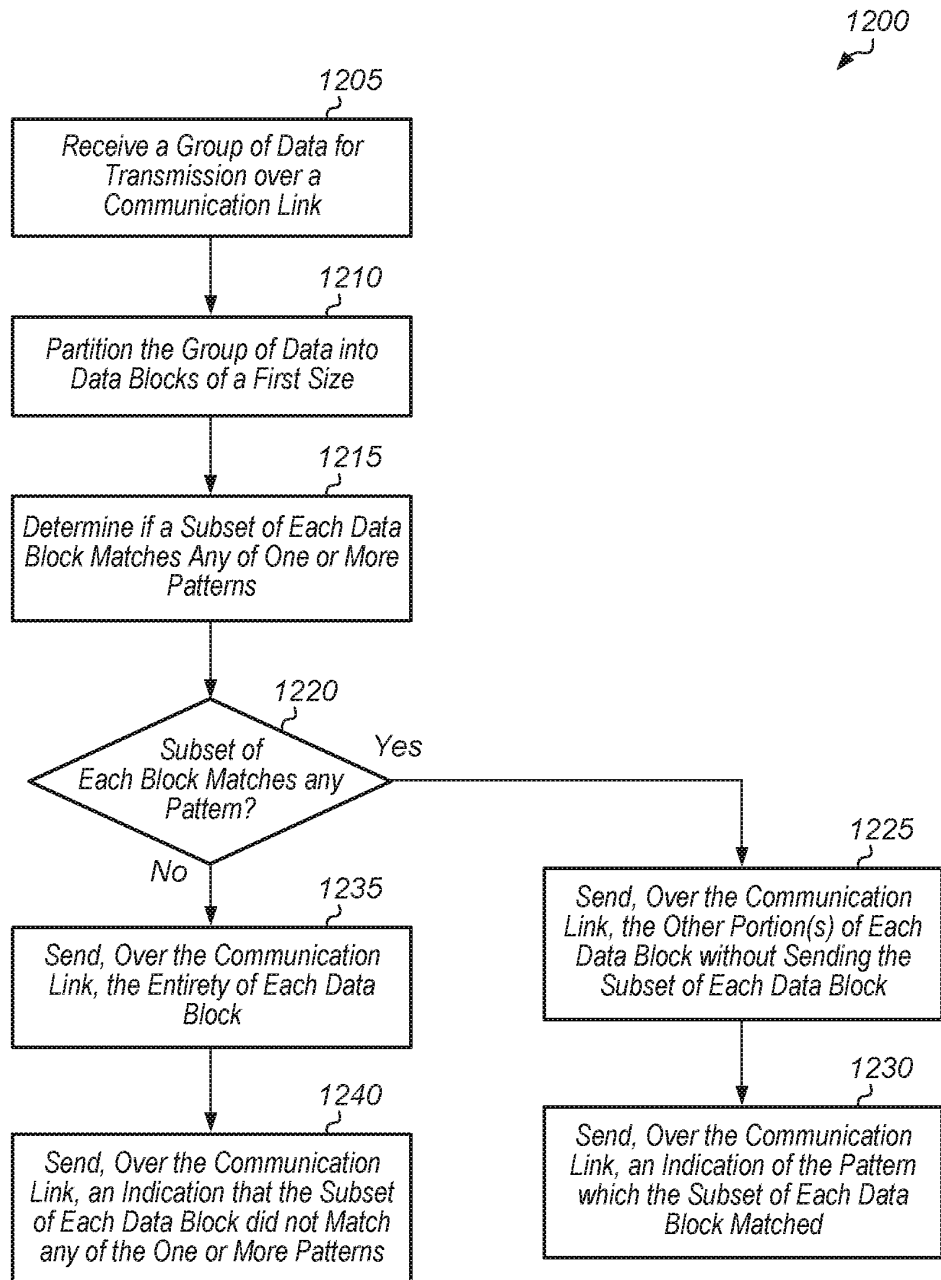 1200
1205
Receive a Group of Data for
Transmission over a
Communication Link
1210
Partition the Group of Data into
Data Blocks of a First Size
1215
Determine if a Subset of Each Data
Block Matches Any of One or More
Patterns
1220
Subset of
Each Block Matches any
Pattern?
Yes
No
1225
Send, Over the Communication
Link, the Other Portion(s) of Each
Data Block without Sending the
Subset of Each Data Block
1235
Send, Over the Communication
Link, the Entirety of Each Data
Block
1230
Send, Over the Communication
Link, an Indication of the Pattern
which the Subset of Each Data
Block Matched
1240
Send, Over the Communication
Link, an Indication that the Subset
of Each Data Block did not Match
any of the One or More Patterns